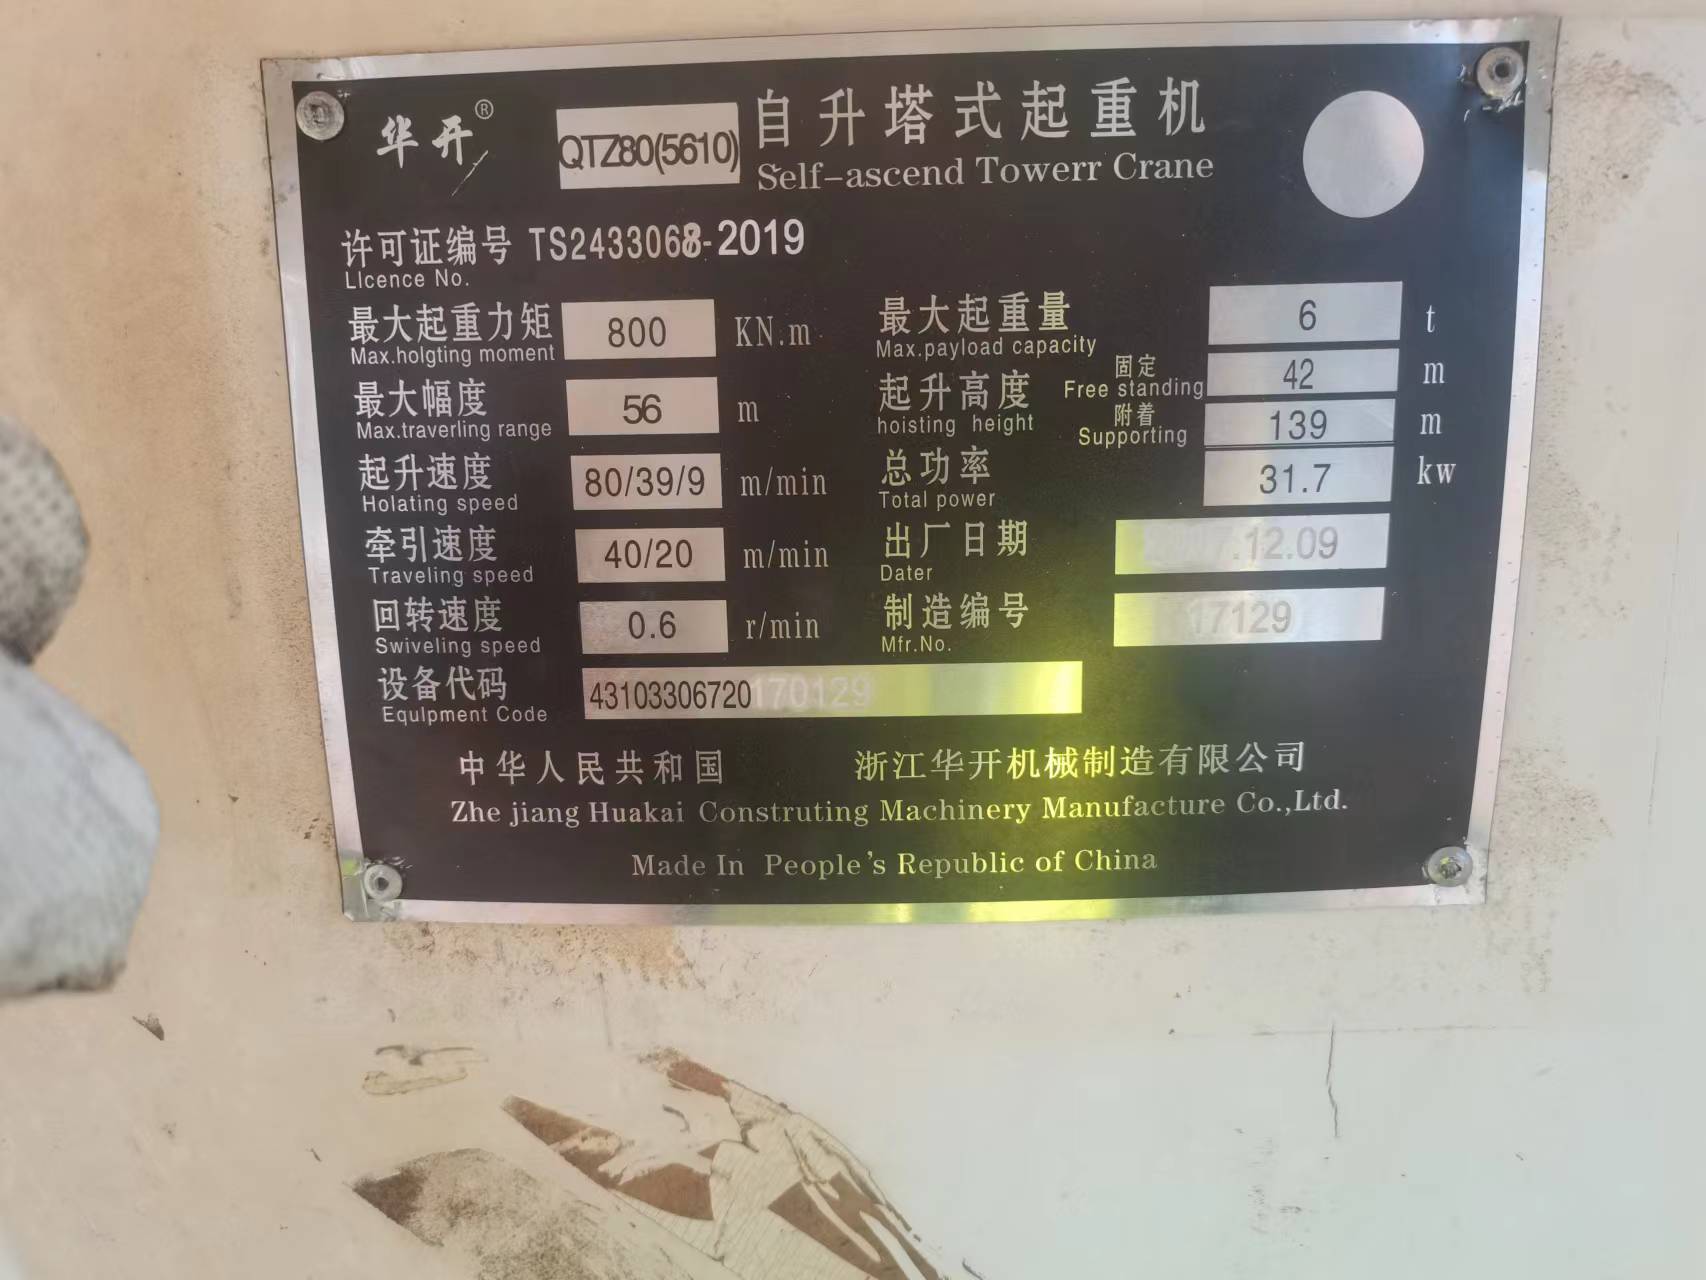 华开® QTZ80(5610) 自升塔式起重机
Self-ascend Towerr Crane
许可证编号 TS2433068-2019
LIcence No.
最大起重力矩 800 KN.m
Max.holgting moment
最大幅度 56 m
Max.traverling range
起升速度 80/39/9 m/min
Holating speed
牵引速度 40/20 m/min
Traveling speed
回转速度 0.6 r/min
Swiveling speed
设备代码 43103306720170129
EquIpment Code
最大起重量 6 t
Max.payload capacity
起升高度
hoisting height
固定 42 m
Free standing
附着 139 m
Supporting
总功率 31.7 kw
Total power
出厂日期 7.12.09
Dater
制造编号 17129
Mfr.No.
中华人民共和国 浙江华开机械制造有限公司
Zhe jiang Huakai Construting Machinery Manufacture Co.,Ltd.
Made In People's Republic of China